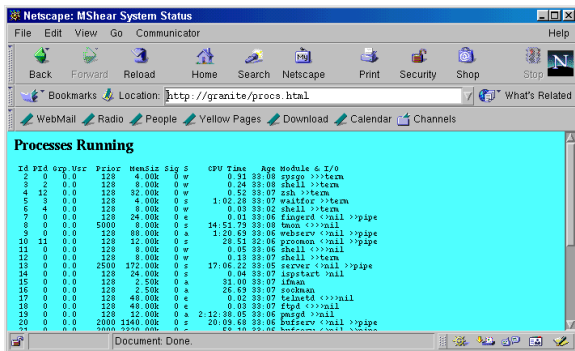 Netscape: MShear System Status
File Edit View Go Communicator Help
Back Forward Reload Home Search Netscape Print Security Shop Stop
My
N
Bookmarks Location: http://granite/procs.html What's Related
WebMail Radio People Yellow Pages Download Calendar Channels
Processes Running
Id PId Grp.Usr Prior MemSiz Sig S CPU Time Age Module & I/O
2 0 0.0 128 4.00k 0 w 0.91 33:08 sysgo >>>term
3 2 0.0 128 8.00k 0 w 0.24 33:08 shell >>term
4 12 0.0 128 32.00k 0 s 0.52 33:07 zsh >>term
5 3 0.0 128 4.00k 0 s 1:02.28 33:07 waitfor >>term
6 4 0.0 128 8.00k 0 w 0.03 33:02 shell >>term
7 0 0.0 128 24.00k 0 e 0.01 33:06 fingerd <>nil >>pipe
8 0 0.0 5000 8.00k 0 s 14:51.79 33:08 tmon <>>>nil
9 0 0.0 128 88.00k 0 a 1:20.69 33:06 webserv <>nil >>pipe
10 11 0.0 128 12.00k 0 s 28.51 32:06 procmon <>nil >>pipe
11 0 0.0 128 8.00k 0 w 0.05 33:06 shell <>>>nil
12 0 0.0 128 8.00k 0 w 0.13 33:07 shell >>term
13 0 0.0 2500 172.00k 0 s 17:06.22 33:05 server <>nil >>pipe
14 0 0.0 128 24.00k 0 s 0.04 33:07 ispstart >nil
15 0 0.0 128 2.50k 0 a 31.00 33:07 ifman
16 0 0.0 128 2.50k 0 a 26.69 33:07 sockman
17 0 0.0 128 48.00k 0 e 0.02 33:07 telnetd <>>>nil
18 0 0.0 128 48.00k 0 e 0.03 33:07 ftpd <>>>nil
19 0 0.0 128 12.00k 0 a 2:12:38.05 33:06 pmsgd >>nil
20 0 0.0 2000 1140.00k 0 s 20:09.68 33:06 bufserv >nil >>pipe
Document: Done.